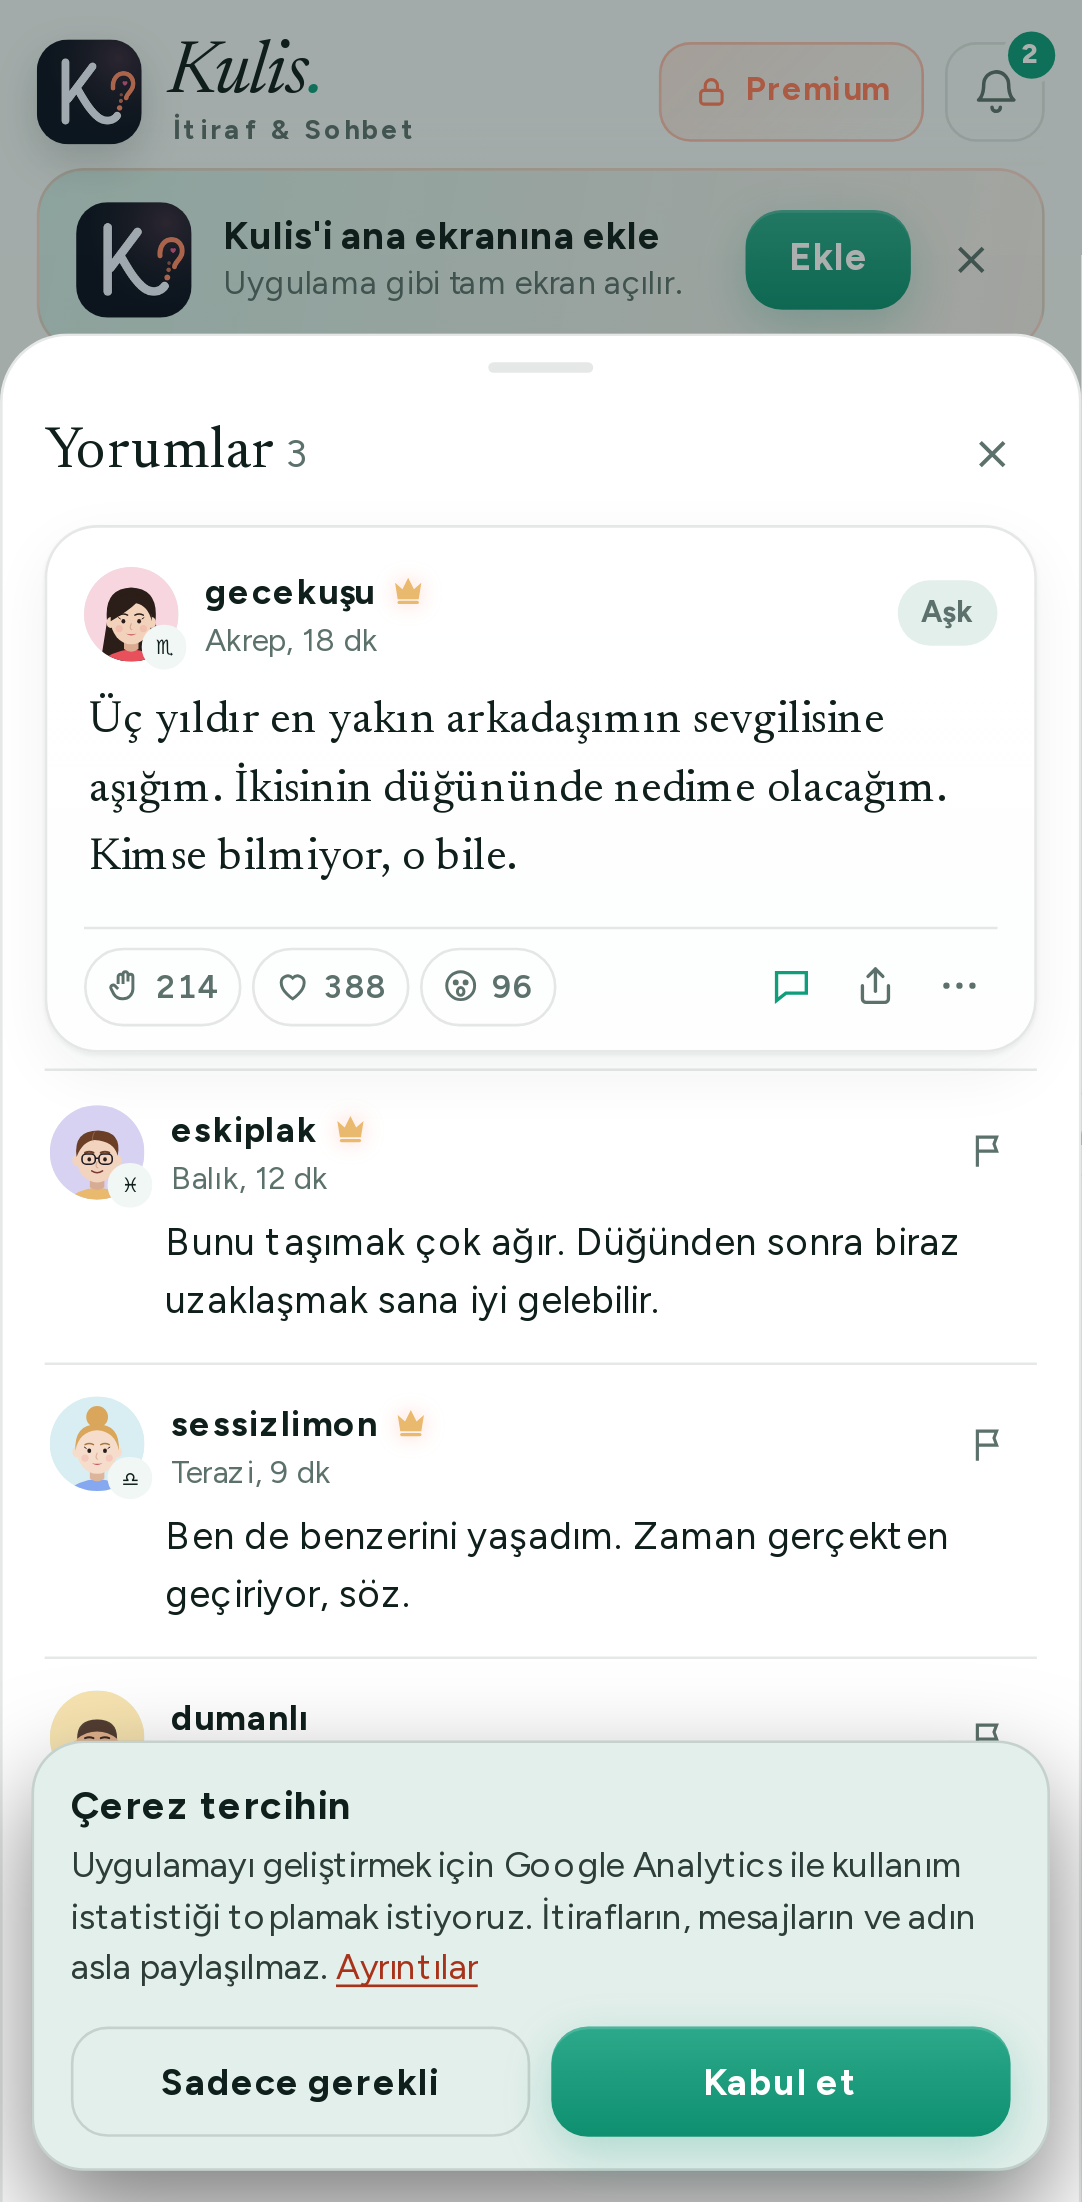 Kulis.
Premium
2
İtiraf & Sohbet
Kulis'i ana ekranına ekle
Uygulama gibi tam ekran açılır.
Ekle
Yorumlar 3
gecekuşu
Akrep, 18 dk
Aşk
Üç yıldır en yakın arkadaşımın sevgilisine
aşığım. İkisinin düğününde nedime olacağım.
Kimse bilmiyor, o bile.
214 388 96
eskiplak
Balık, 12 dk
Bunu taşımak çok ağır. Düğünden sonra biraz
uzaklaşmak sana iyi gelebilir.
sessizlimon
Terazi, 9 dk
Ben de benzerini yaşadım. Zaman gerçekten
geçiriyor, söz.
dumanlı
Çerez tercihin
Uygulamayı geliştirmek için Google Analytics ile kullanım
istatistiği toplamak istiyoruz. İtirafların, mesajların ve adın
asla paylaşılmaz. Ayrıntılar
Sadece gerekli
Kabul et